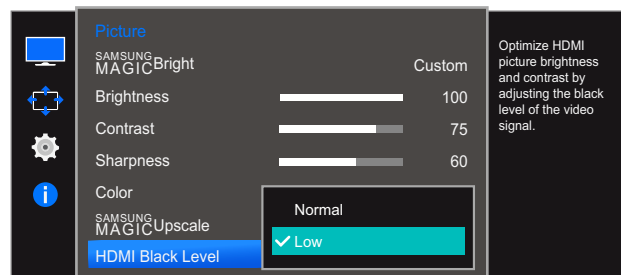 Picture
SAMSUNG
MAGICBright Custom
Brightness 100
Contrast 75
Sharpness 60
Color
SAMSUNG
MAGICUpscale
HDMI Black Level
Normal
Low
Optimize HDMI
picture brightness
and contrast by
adjusting the black
level of the video
signal.